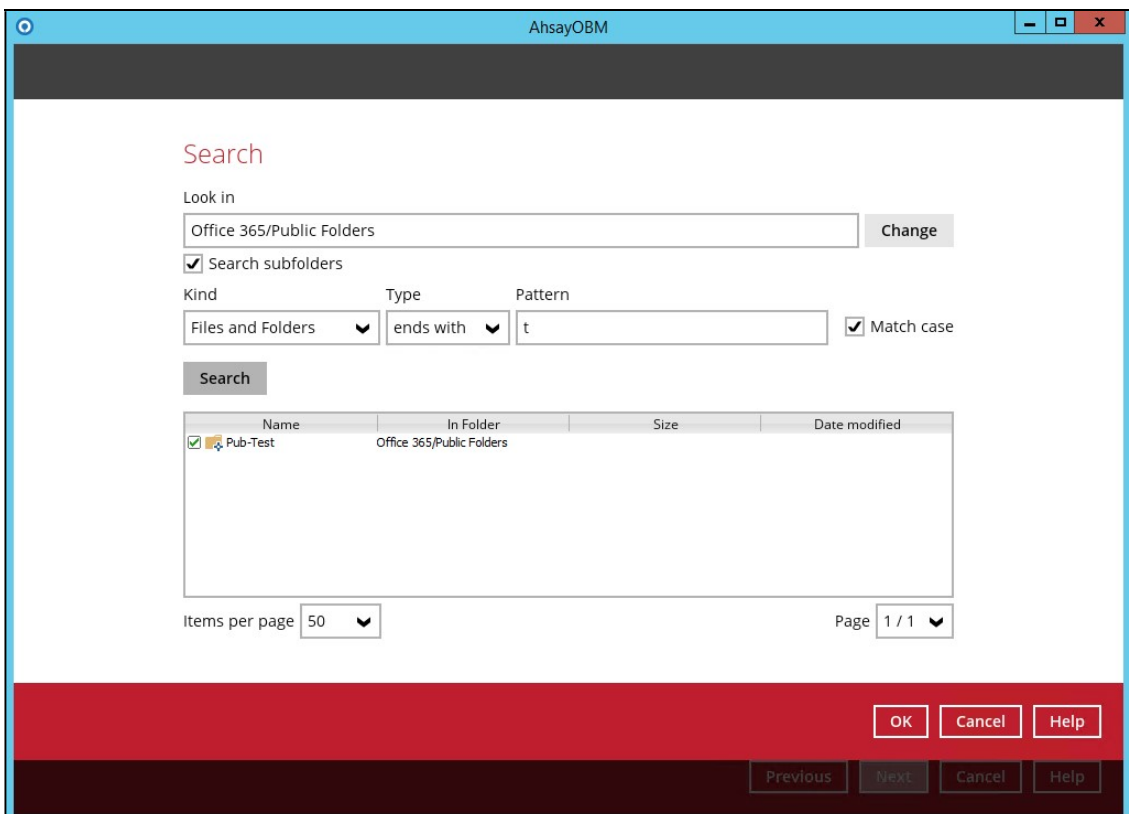 AhsayOBM
Search
Look in
Office 365/Public Folders
Change
Search subfolders
Kind Type Pattern
Files and Folders ends with t Match case
Search
Name In Folder Size Date modified
Pub-Test Office 365/Public Folders
Items per page 50 Page 1 / 1
OK Cancel Help
Previous Next Cancel Help